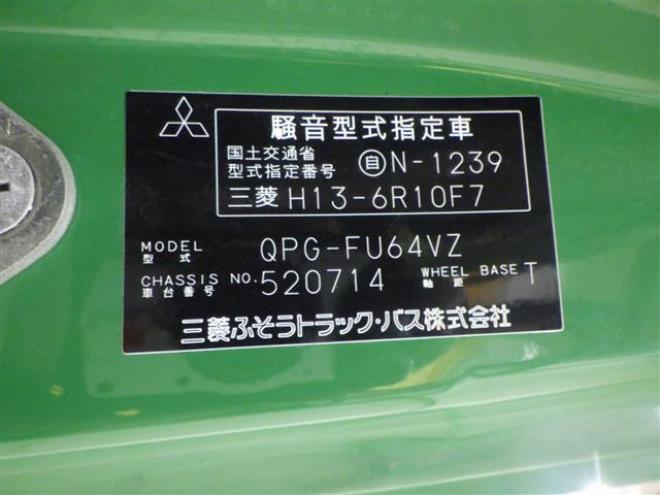 騒音型式指定車
国土交通省
型式指定番号 自 N-1239
三菱 H13-6R10F7
MODEL
型式 QPG-FU64VZ
CHASSIS NO.
車台番号 520714 WHEEL BASE
軸距 T
三菱ふそうトラック・バス株式会社